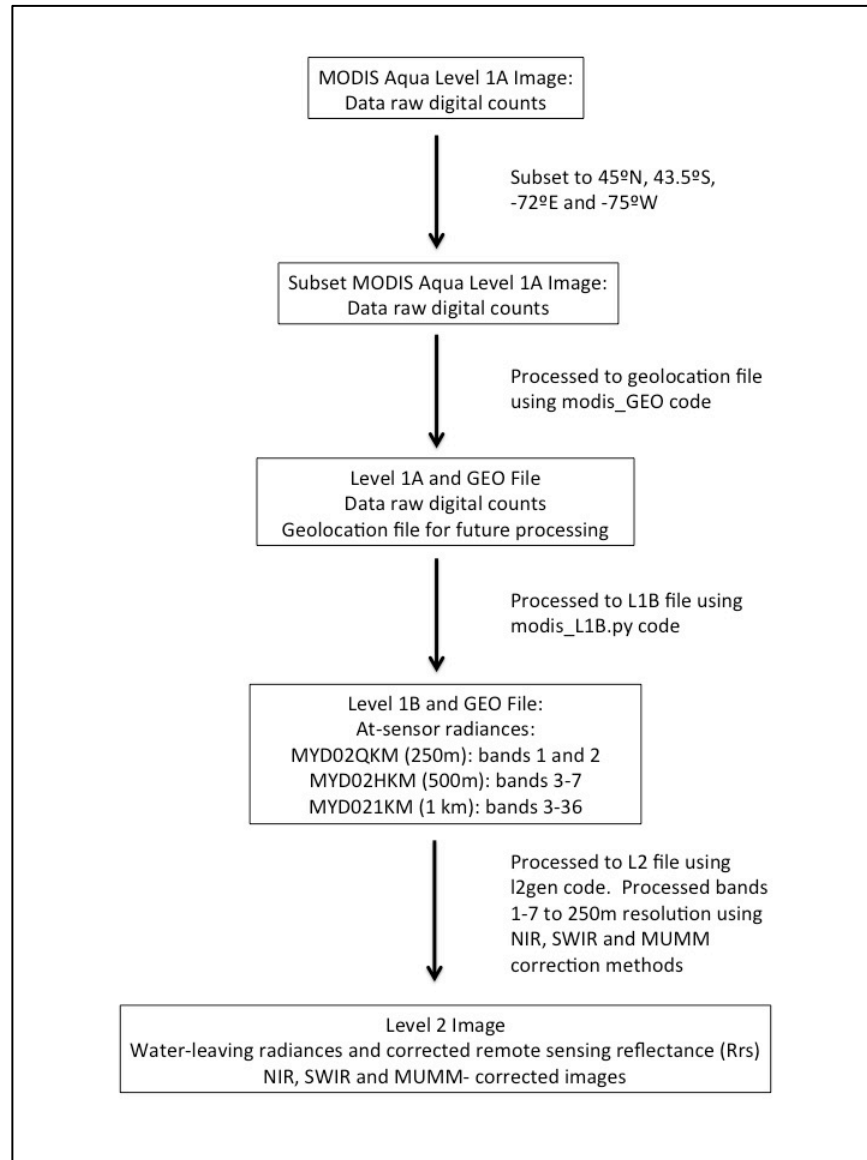 MODIS Aqua Level 1A Image:
Data raw digital counts
Subset to 45ºN, 43.5ºS,
-72ºE and -75ºW
Subset MODIS Aqua Level 1A Image:
Data raw digital counts
Processed to geolocation file
using modis_GEO code
Level 1A and GEO File
Data raw digital counts
Geolocation file for future processing
Processed to L1B file using
modis_L1B.py code
Level 1B and GEO File:
At-sensor radiances:
MYD02QKM (250m): bands 1 and 2
MYD02HKM (500m): bands 3-7
MYD021KM (1 km): bands 3-36
Processed to L2 file using
l2gen code.  Processed bands
1-7 to 250m resolution using
NIR, SWIR and MUMM
correction methods
Level 2 Image
Water-leaving radiances and corrected remote sensing reflectance (Rrs)
NIR, SWIR and MUMM- corrected images